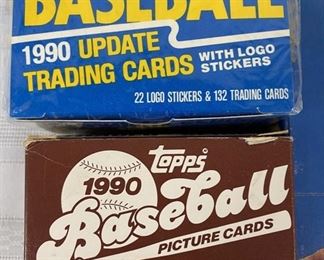 BASEBALL
1990 UPDATE
TRADING CARDS
WITH LOGO
STICKERS
22 LOGO STICKERS & 132 TRADING CARDS
topps®
1990
Baseball
PICTURE CARDS